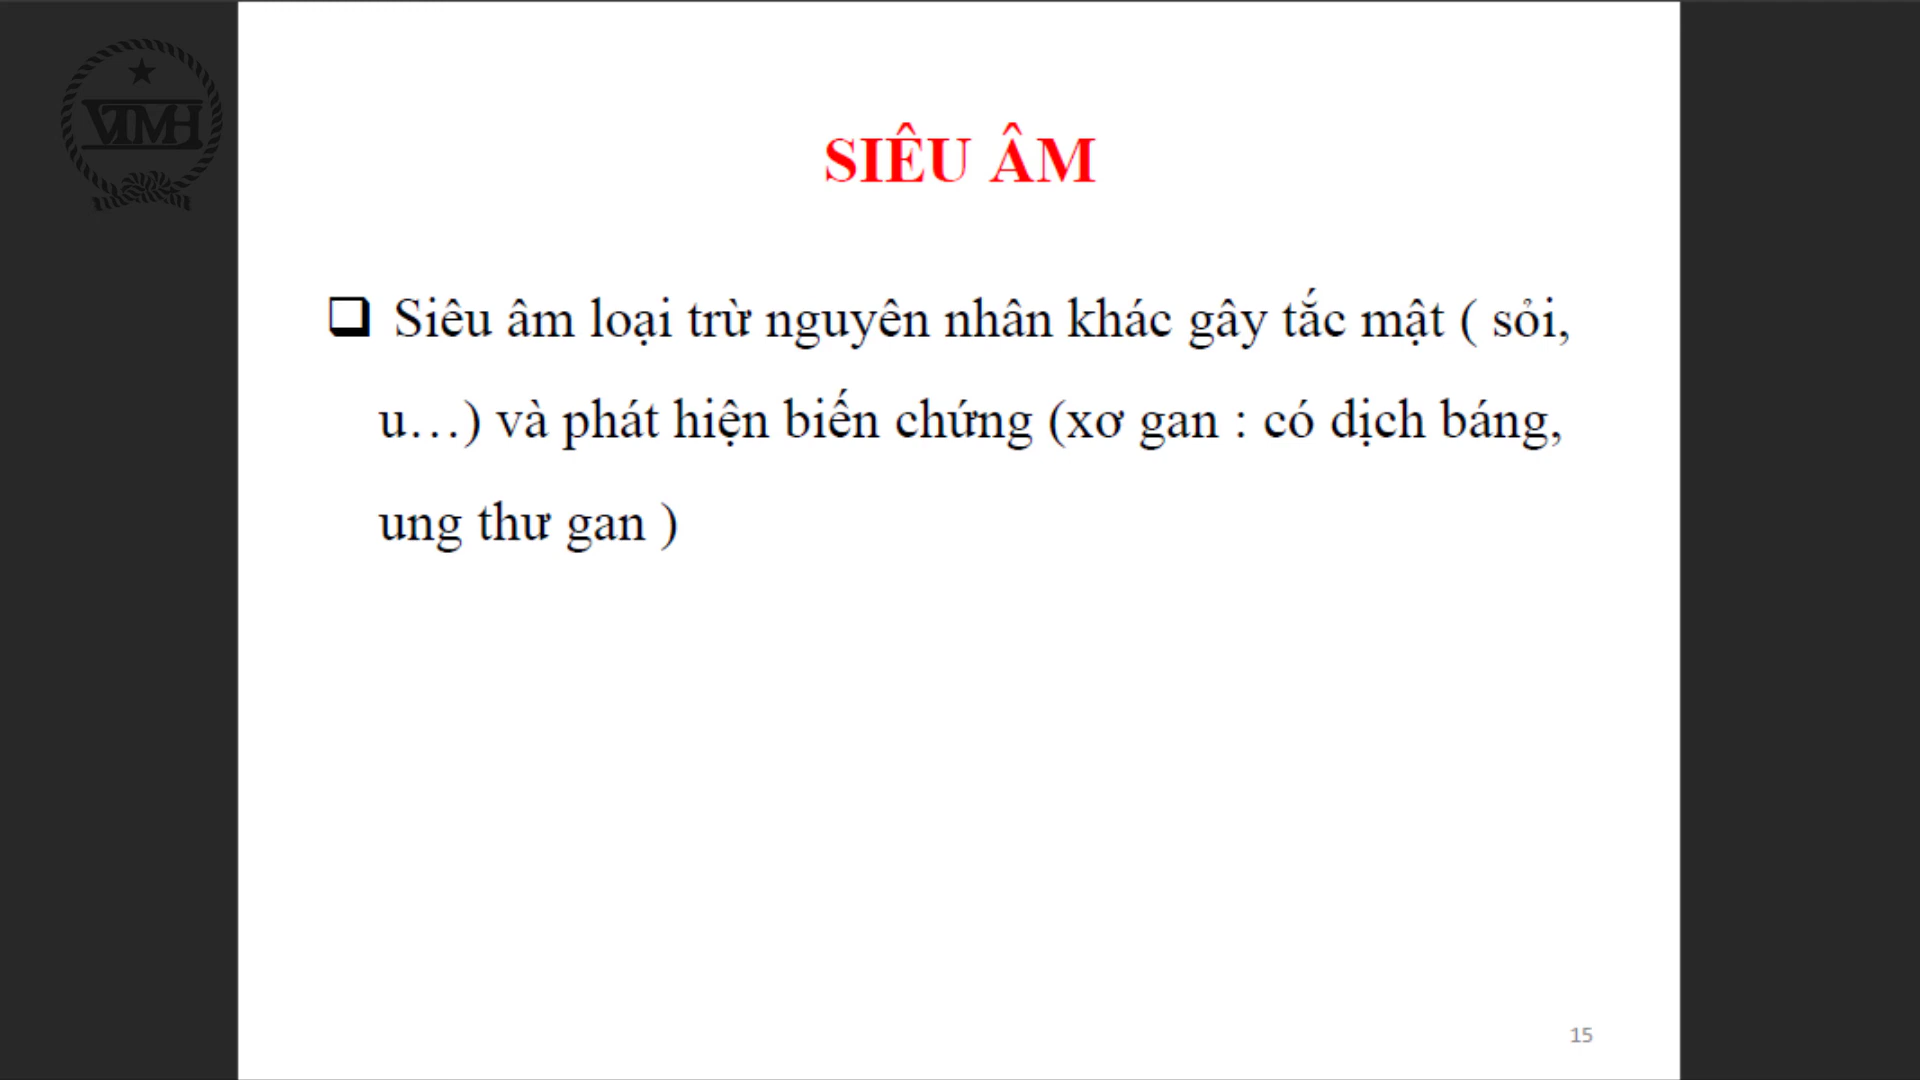 VTMH
SIÊU ÂM
Siêu âm loại trừ nguyên nhân khác gây tắc mật ( sỏi,
u…) và phát hiện biến chứng (xơ gan : có dịch báng,
ung thư gan )
15